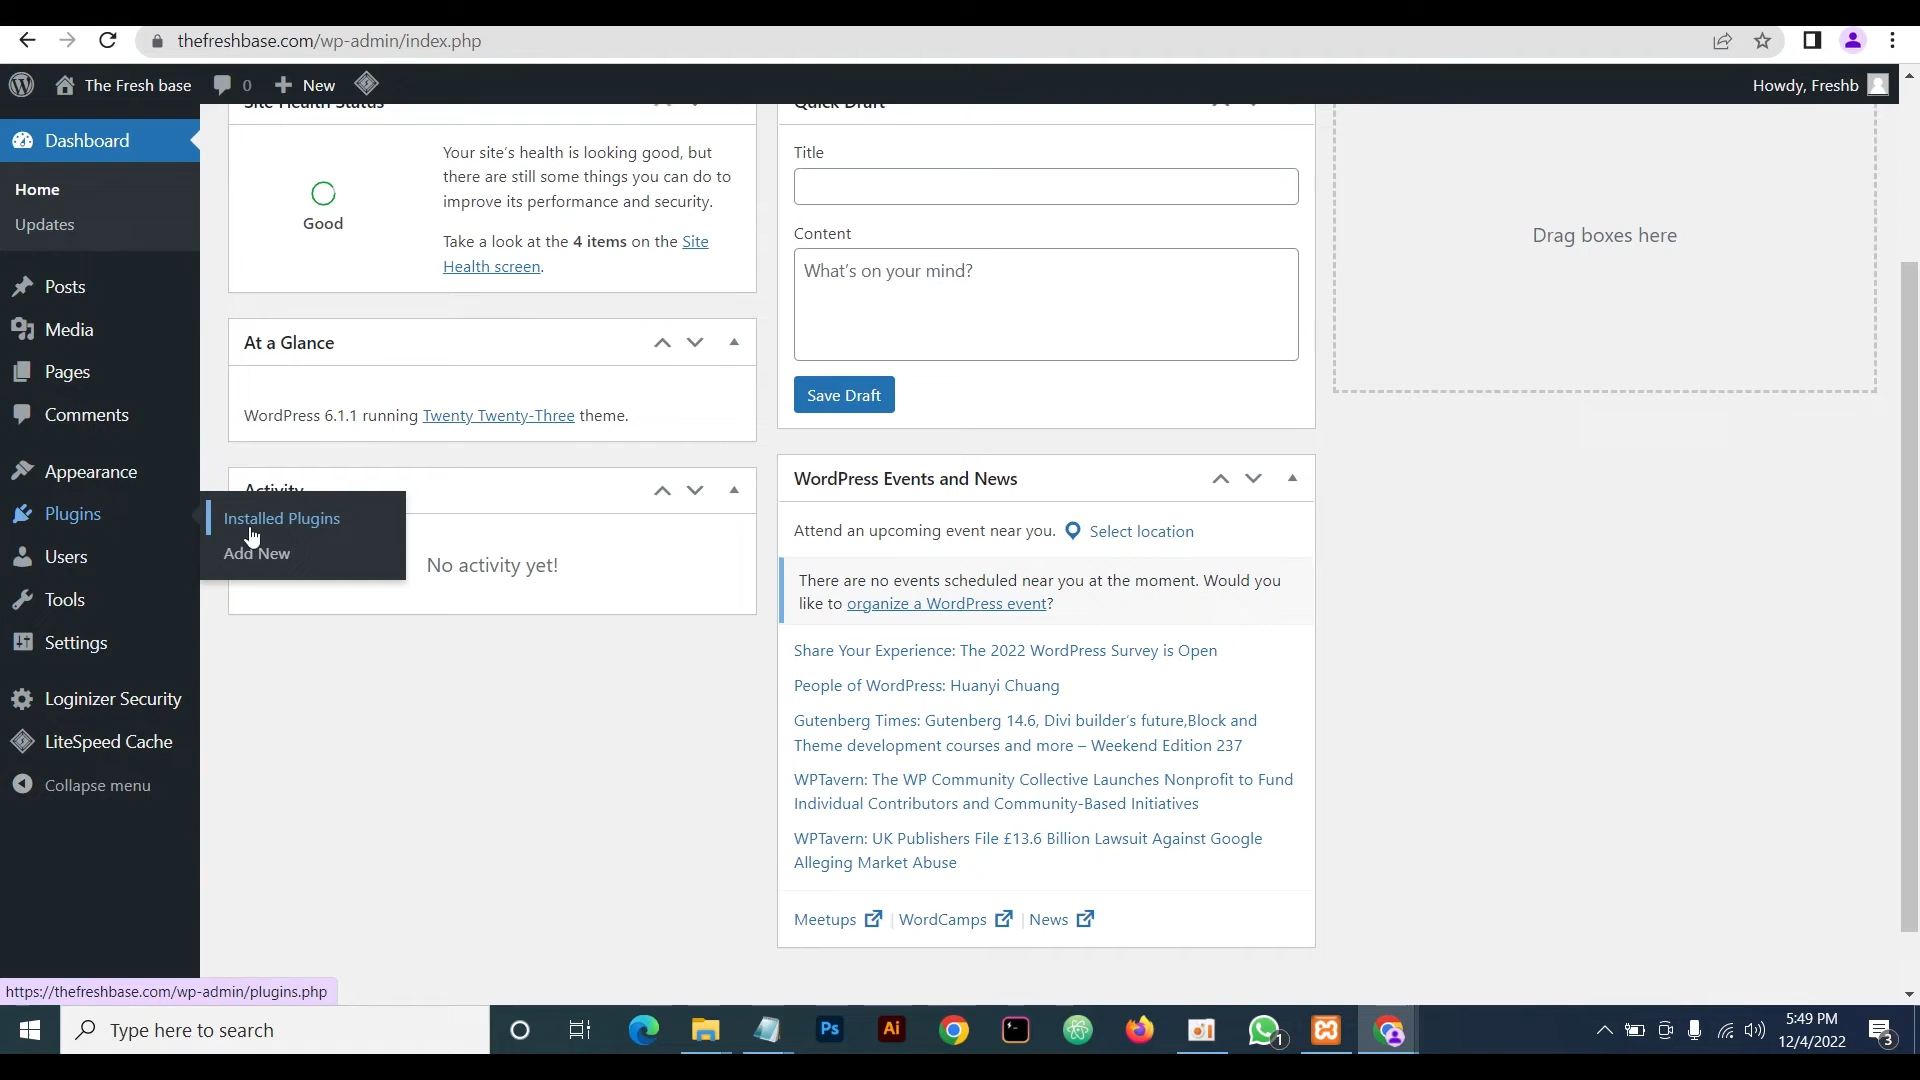 thefreshbase.com/wp-admin/index.php
The Fresh base
0
New
Howdy, Freshb
Dashboard
Home
Updates
Posts
Media
Pages
Comments
Appearance
Plugins
Users
Tools
Settings
Loginizer Security
LiteSpeed Cache
Collapse menu
Installed Plugins
Add New
Site Health Status
Good
Your site's health is looking good, but
there are still some things you can do to
improve its performance and security.
Take a look at the 4 items on the Site
Health screen.
At a Glance
WordPress 6.1.1 running Twenty Twenty-Three theme.
Activity
No activity yet!
Quick Draft
Title
Content
What's on your mind?
Save Draft
WordPress Events and News
Attend an upcoming event near you. Select location
There are no events scheduled near you at the moment. Would you
like to organize a WordPress event?
Share Your Experience: The 2022 WordPress Survey is Open
People of WordPress: Huanyi Chuang
Gutenberg Times: Gutenberg 14.6, Divi builder's future,Block and
Theme development courses and more – Weekend Edition 237
WPTavern: The WP Community Collective Launches Nonprofit to Fund
Individual Contributors and Community-Based Initiatives
WPTavern: UK Publishers File £13.6 Billion Lawsuit Against Google
Alleging Market Abuse
Meetups | WordCamps | News
Drag boxes here
https://thefreshbase.com/wp-admin/plugins.php
Type here to search
Ps
Ai
1
5:49 PM
12/4/2022
3